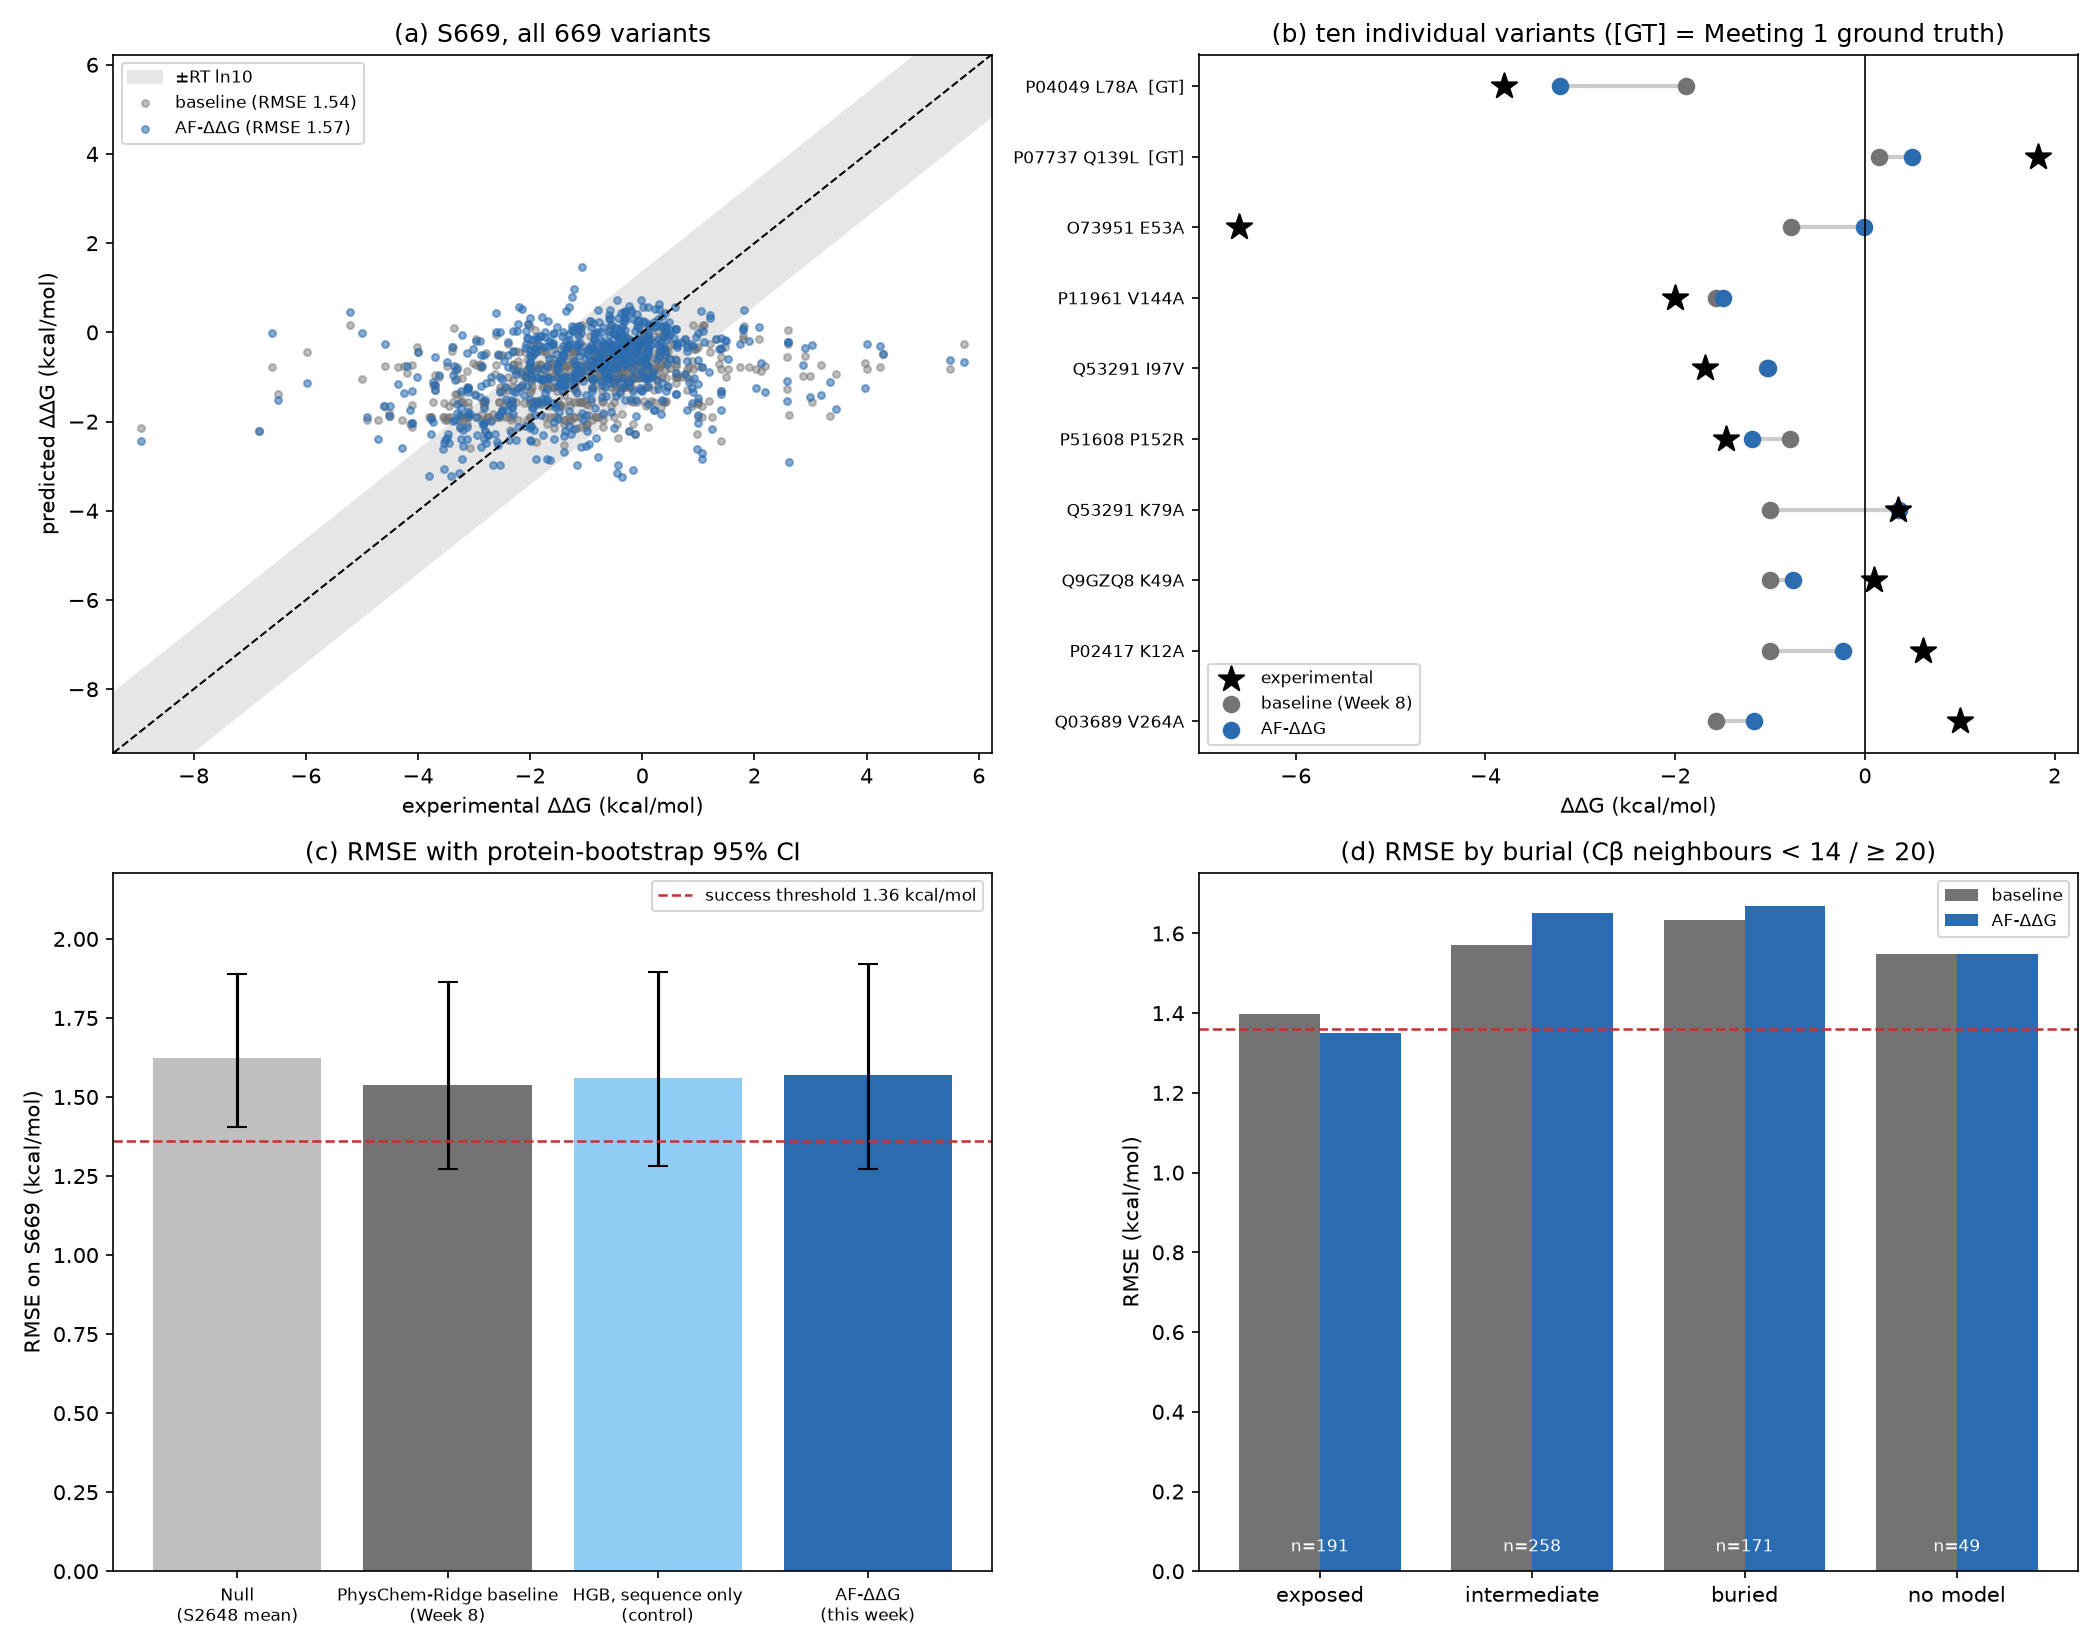 (a) S669, all 669 variants
±RT ln10
baseline (RMSE 1.54)
AF-ΔΔG (RMSE 1.57)
predicted ΔΔG (kcal/mol)
6
4
2
0
−2
−4
−6
−8
−8
−6
−4
−2
0
2
4
6
experimental ΔΔG (kcal/mol)
(b) ten individual variants ([GT] = Meeting 1 ground truth)
P04049 L78A [GT]
P07737 Q139L [GT]
O73951 E53A
P11961 V144A
Q53291 I97V
P51608 P152R
Q53291 K79A
Q9GZQ8 K49A
P02417 K12A
Q03689 V264A
experimental
baseline (Week 8)
AF-ΔΔG
−6
−4
−2
0
2
ΔΔG (kcal/mol)
(c) RMSE with protein-bootstrap 95% CI
success threshold 1.36 kcal/mol
RMSE on S669 (kcal/mol)
2.00
1.75
1.50
1.25
1.00
0.75
0.50
0.25
0.00
Null
(S2648 mean)
PhysChem-Ridge baseline
(Week 8)
HGB, sequence only
(control)
AF-ΔΔG
(this week)
(d) RMSE by burial (Cβ neighbours < 14 / ≥ 20)
baseline
AF-ΔΔG
RMSE (kcal/mol)
1.6
1.4
1.2
1.0
0.8
0.6
0.4
0.2
0.0
n=191
n=258
n=171
n=49
exposed
intermediate
buried
no model